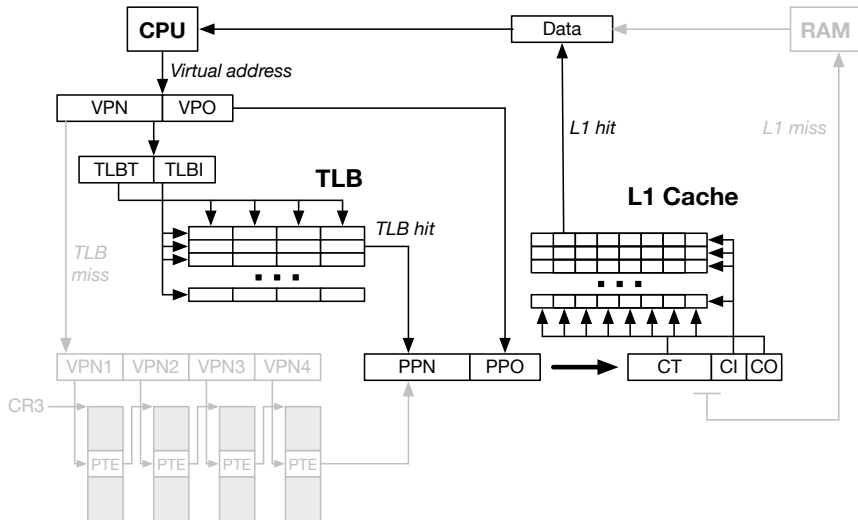 CPU
Data
RAM
Virtual address
VPN VPO
L1 hit
L1 miss
TLBT TLBI
TLB
L1 Cache
TLB hit
TLB
miss
VPN1 VPN2 VPN3 VPN4
PPN PPO
CT CI CO
CR3
PTE PTE PTE PTE